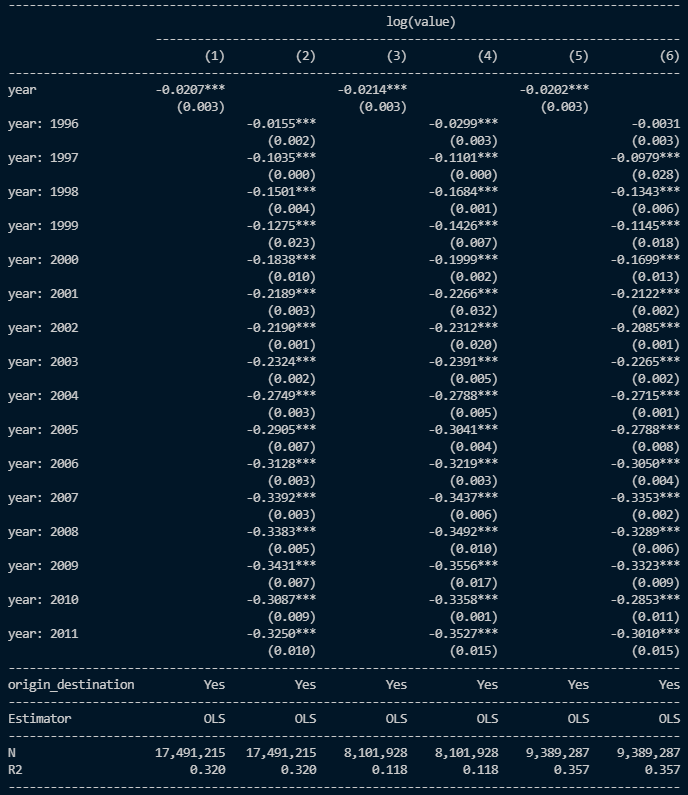 log(value)
(1) (2) (3) (4) (5) (6)
year -0.0207*** -0.0214*** -0.0202***
(0.003) (0.003) (0.003)
year: 1996 -0.0155*** -0.0299*** -0.0031
(0.002) (0.003) (0.003)
year: 1997 -0.1035*** -0.1101*** -0.0979***
(0.000) (0.000) (0.028)
year: 1998 -0.1501*** -0.1684*** -0.1343***
(0.004) (0.001) (0.006)
year: 1999 -0.1275*** -0.1426*** -0.1145***
(0.023) (0.007) (0.018)
year: 2000 -0.1838*** -0.1999*** -0.1699***
(0.010) (0.002) (0.013)
year: 2001 -0.2189*** -0.2266*** -0.2122***
(0.003) (0.032) (0.002)
year: 2002 -0.2190*** -0.2312*** -0.2085***
(0.001) (0.020) (0.001)
year: 2003 -0.2324*** -0.2391*** -0.2265***
(0.002) (0.005) (0.002)
year: 2004 -0.2749*** -0.2788*** -0.2715***
(0.003) (0.005) (0.001)
year: 2005 -0.2905*** -0.3041*** -0.2788***
(0.007) (0.004) (0.008)
year: 2006 -0.3128*** -0.3219*** -0.3050***
(0.003) (0.003) (0.004)
year: 2007 -0.3392*** -0.3437*** -0.3353***
(0.003) (0.006) (0.002)
year: 2008 -0.3383*** -0.3492*** -0.3289***
(0.005) (0.010) (0.006)
year: 2009 -0.3431*** -0.3556*** -0.3323***
(0.007) (0.017) (0.009)
year: 2010 -0.3087*** -0.3358*** -0.2853***
(0.009) (0.001) (0.011)
year: 2011 -0.3250*** -0.3527*** -0.3010***
(0.010) (0.015) (0.015)
origin_destination Yes Yes Yes Yes Yes Yes
Estimator OLS OLS OLS OLS OLS OLS
N 17,491,215 17,491,215 8,101,928 8,101,928 9,389,287 9,389,287
R2 0.320 0.320 0.118 0.118 0.357 0.357